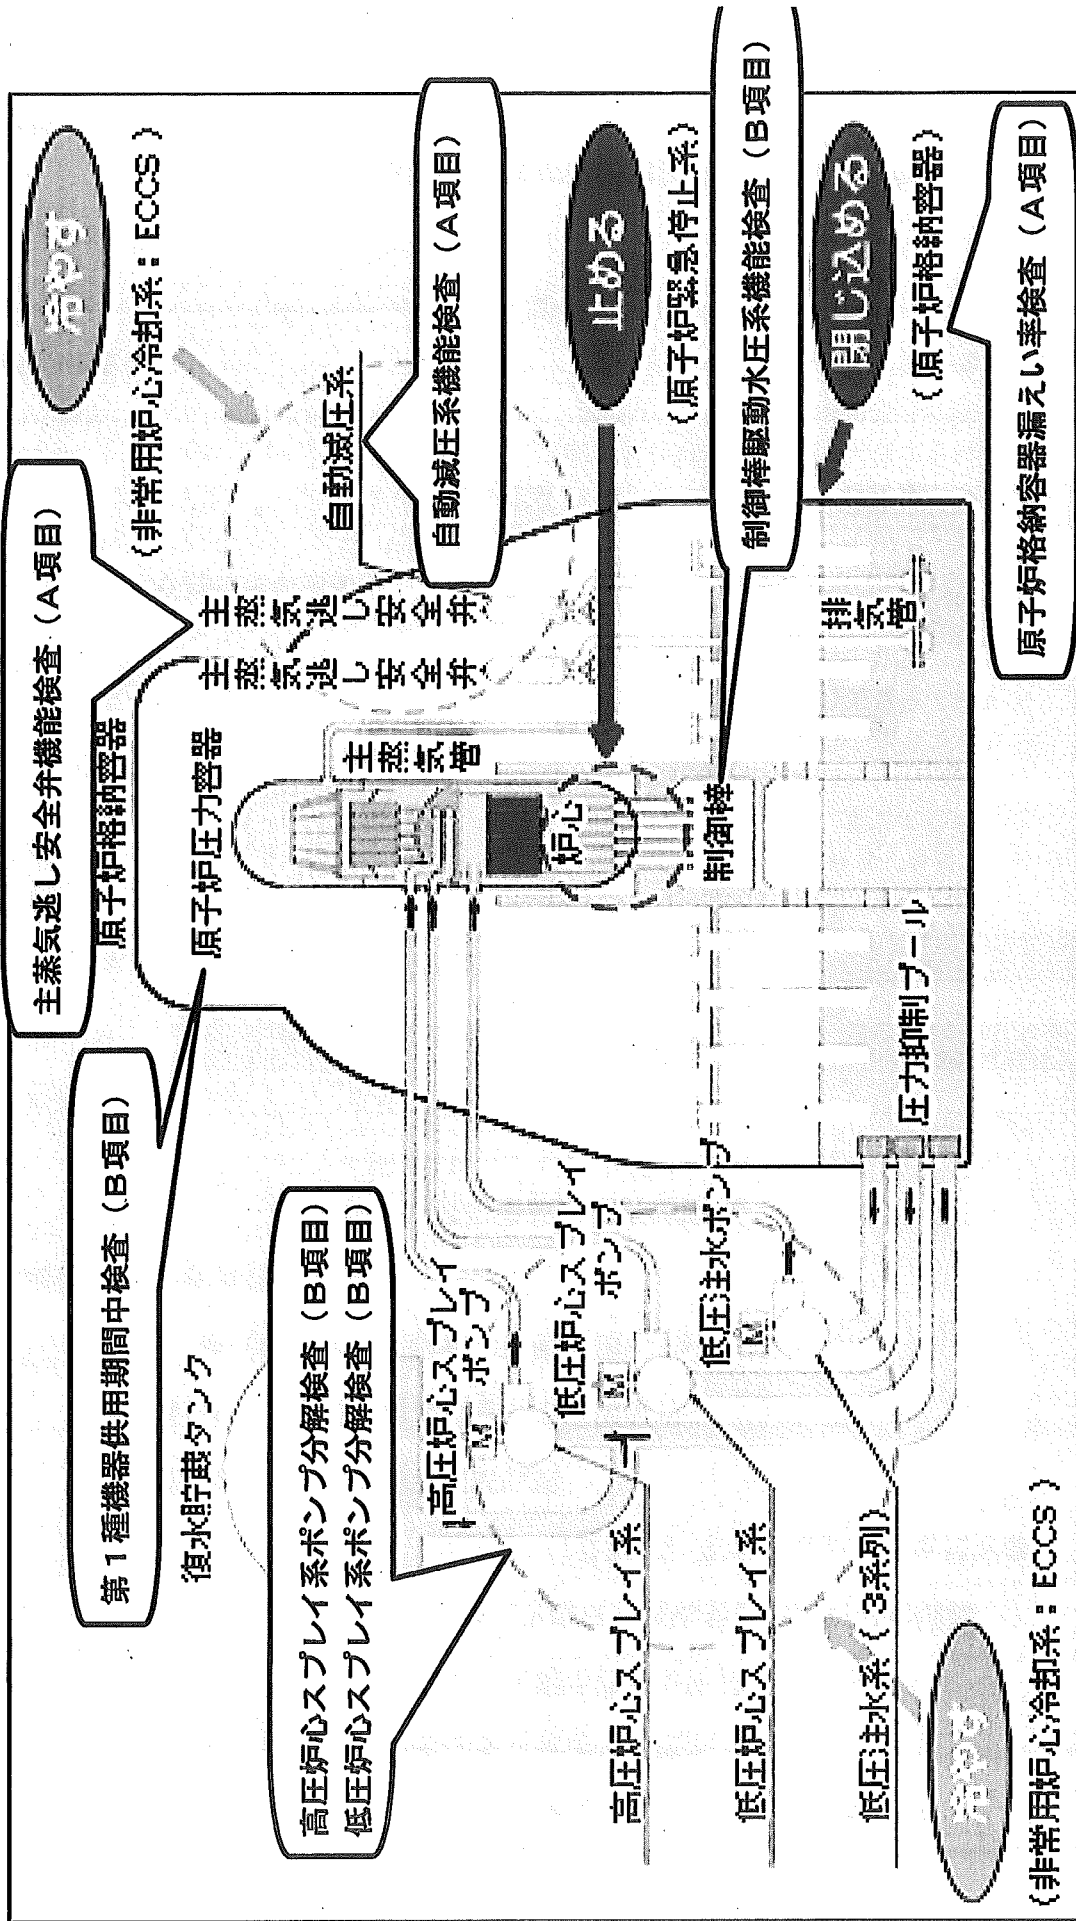 主蒸気逃し安全弁機能検査（A項目）
冷やす
（非常用炉心冷却系：ECCS）
第1種機器供用期間中検査（B項目）
原子炉格納容器
復水貯蔵タンク
原子炉圧力容器
主蒸気逃し安全弁
主蒸気逃し安全弁
自動減圧系
自動減圧系機能検査（A項目）
高圧炉心スプレイ系ポンプ分解検査（B項目）
低圧炉心スプレイ系ポンプ分解検査（B項目）
主蒸気管
高圧炉心スプレイ
ポンプ
M
炉心
止める
（原子炉緊急停止系）
低圧炉心スプレイ
ポンプ
M
高圧炉心スプレイ系
制御棒
制御棒駆動水圧系機能検査（B項目）
低圧注水ポンプ
M
低圧炉心スプレイ系
閉じ込める
（原子炉格納容器）
排気管
圧力抑制プール
低圧注水系（3系列）
原子炉格納容器漏えい率検査（A項目）
冷やす
（非常用炉心冷却系：ECCS）